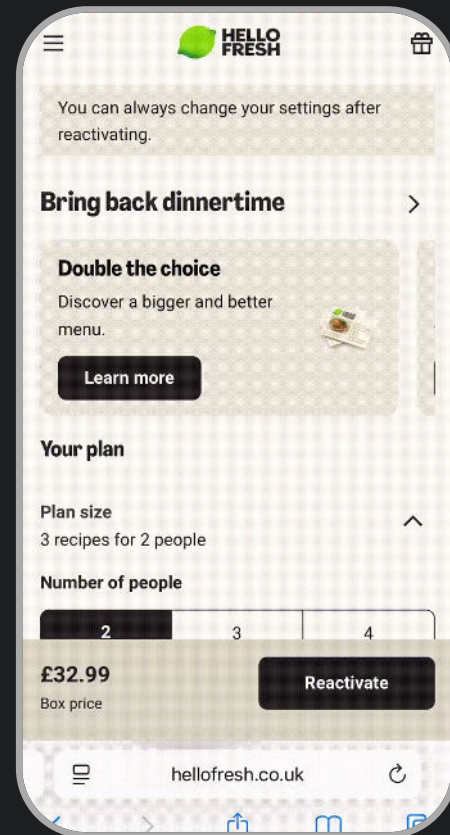 HELLO
FRESH
You can always change your settings after
reactivating.
Bring back dinnertime
Double the choice
Discover a bigger and better
menu.
Learn more
Your plan
Plan size
3 recipes for 2 people
Number of people
2
3
4
£32.99
Box price
Reactivate
hellofresh.co.uk